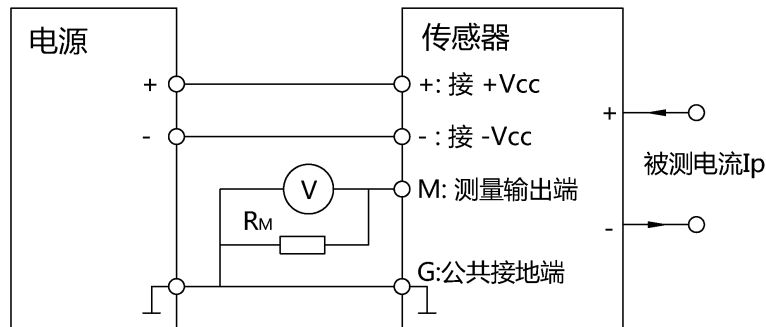 电源
传感器
+
+: 接 +Vcc
-
- : 接 -Vcc
V
M: 测量输出端
RM
G:公共接地端
+
被测电流Ip
-